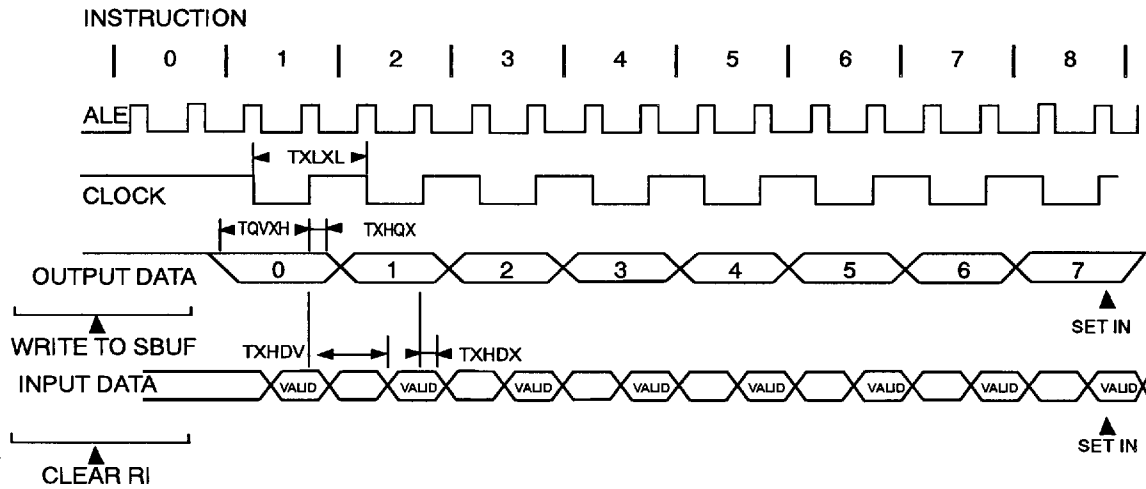 INSTRUCTION
0 1 2 3 4 5 6 7 8
ALE
TXLXL
CLOCK
TQVXH TXHQX
OUTPUT DATA 0 1 2 3 4 5 6 7
SET IN
WRITE TO SBUF
TXHDV TXHDX
INPUT DATA VALID VALID VALID VALID VALID VALID VALID VALID
SET IN
CLEAR RI